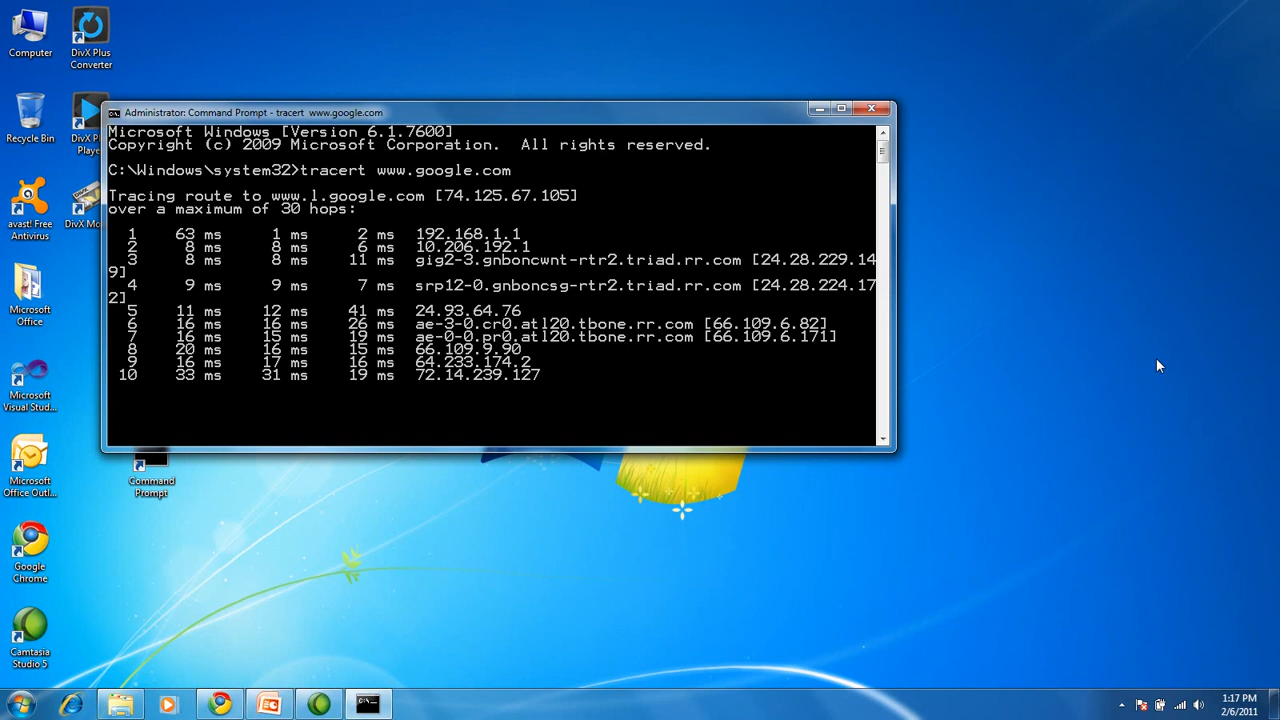 Computer
DivX Plus
Converter
Recycle Bin
DivX Pl
Playe
avast! Free
Antivirus
DivX Mo
Microsoft
Office
Microsoft
Visual Stud...
Microsoft
Office Outl...
Google
Chrome
Camtasia
Studio 5
Command
Prompt
Administrator: Command Prompt - tracert  www.google.com
Microsoft Windows [Version 6.1.7600]
Copyright (c) 2009 Microsoft Corporation.  All rights reserved.
C:\Windows\system32>tracert www.google.com
Tracing route to www.l.google.com [74.125.67.105]
over a maximum of 30 hops:
1    63 ms     1 ms     2 ms  192.168.1.1
2     8 ms     8 ms     6 ms  10.206.192.1
3     8 ms     8 ms    11 ms  gig2-3.gnboncwnt-rtr2.triad.rr.com [24.28.229.14
9]
4     9 ms     9 ms     7 ms  srp12-0.gnboncsg-rtr2.triad.rr.com [24.28.224.17
2]
5    11 ms    12 ms    41 ms  24.93.64.76
6    16 ms    16 ms    26 ms  ae-3-0.cr0.atl20.tbone.rr.com [66.109.6.82]
7    16 ms    15 ms    19 ms  ae-0-0.pr0.atl20.tbone.rr.com [66.109.6.171]
8    20 ms    16 ms    15 ms  66.109.9.90
9    16 ms    17 ms    16 ms  64.233.174.2
10    33 ms    31 ms    19 ms  72.14.239.127
1:17 PM
2/6/2011